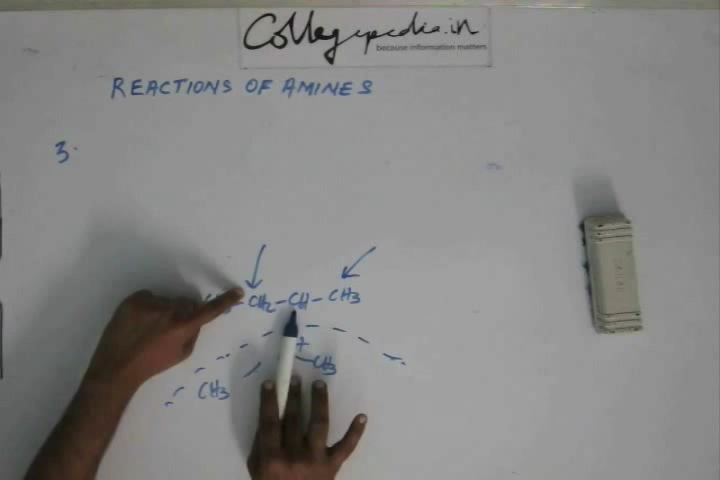 Collegepedia.in
because information matters
REACTIONS OF AMINES
3.
CH2-CH-CH3
+
CH3
CH3